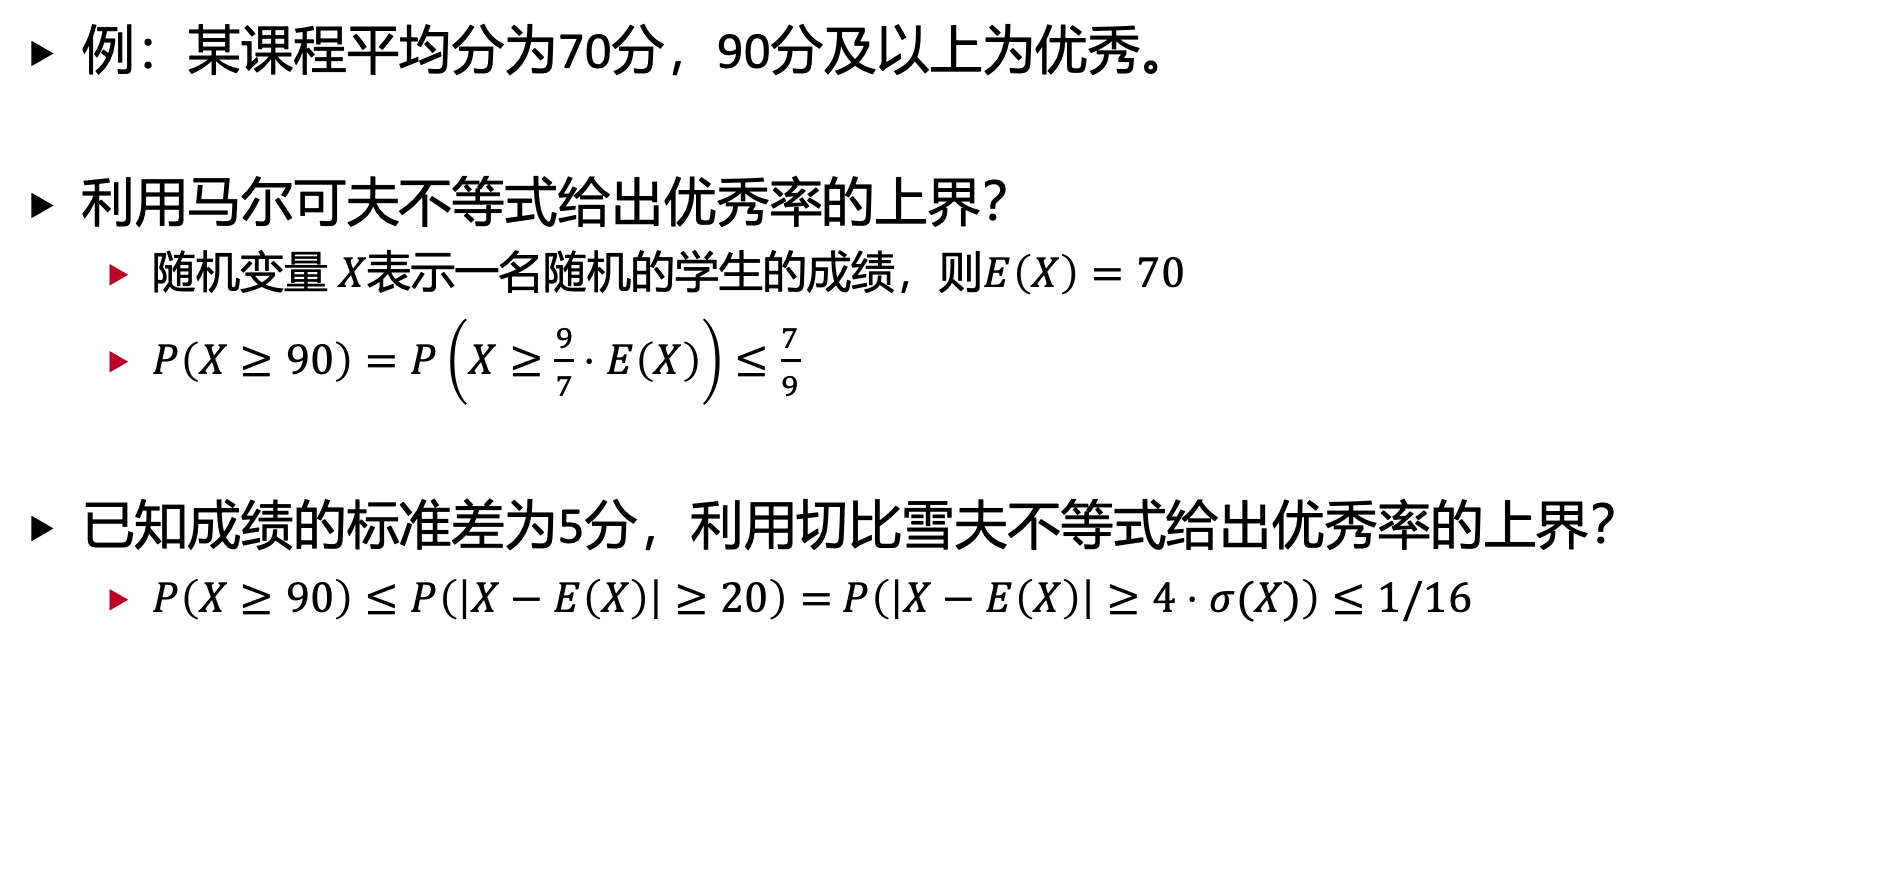 例：某课程平均分为70分，90分及以上为优秀。
利用马尔可夫不等式给出优秀率的上界？
随机变量 X表示一名随机的学生的成绩，则E(X) = 70
P(X ≥ 90) = P(X ≥ 9/7 · E(X)) ≤ 7/9
已知成绩的标准差为5分，利用切比雪夫不等式给出优秀率的上界？
P(X ≥ 90) ≤ P(|X − E(X)| ≥ 20) = P(|X − E(X)| ≥ 4 · σ(X)) ≤ 1/16